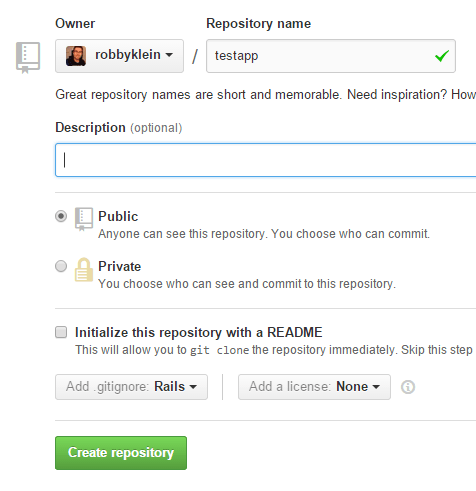 Owner Repository name
robbyklein / testapp
Great repository names are short and memorable. Need inspiration? How
Description (optional)
Public
Anyone can see this repository. You choose who can commit.
Private
You choose who can see and commit to this repository.
Initialize this repository with a README
This will allow you to git clone the repository immediately. Skip this step
Add .gitignore: Rails Add a license: None
Create repository